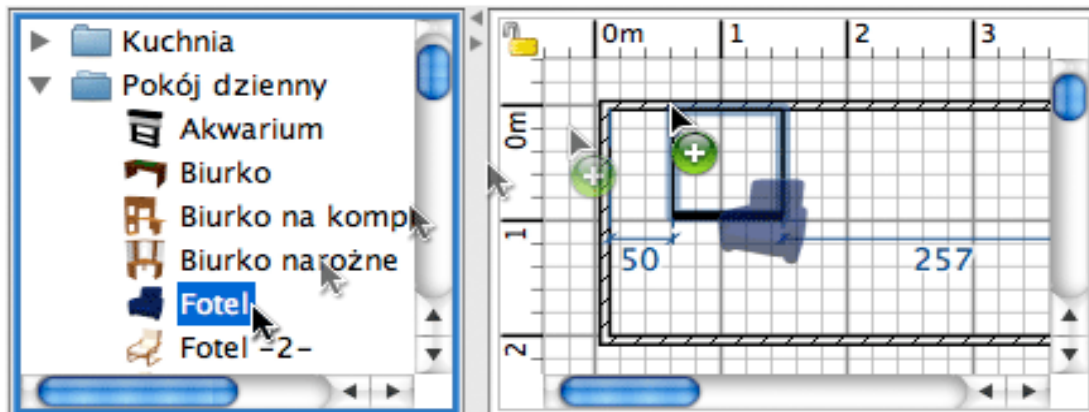 Kuchnia
Pokój dzienny
Akwarium
Biurko
Biurko na komp
Biurko narożne
Fotel
Fotel -2-
0m 1 2 3
0m
1
2
50 257